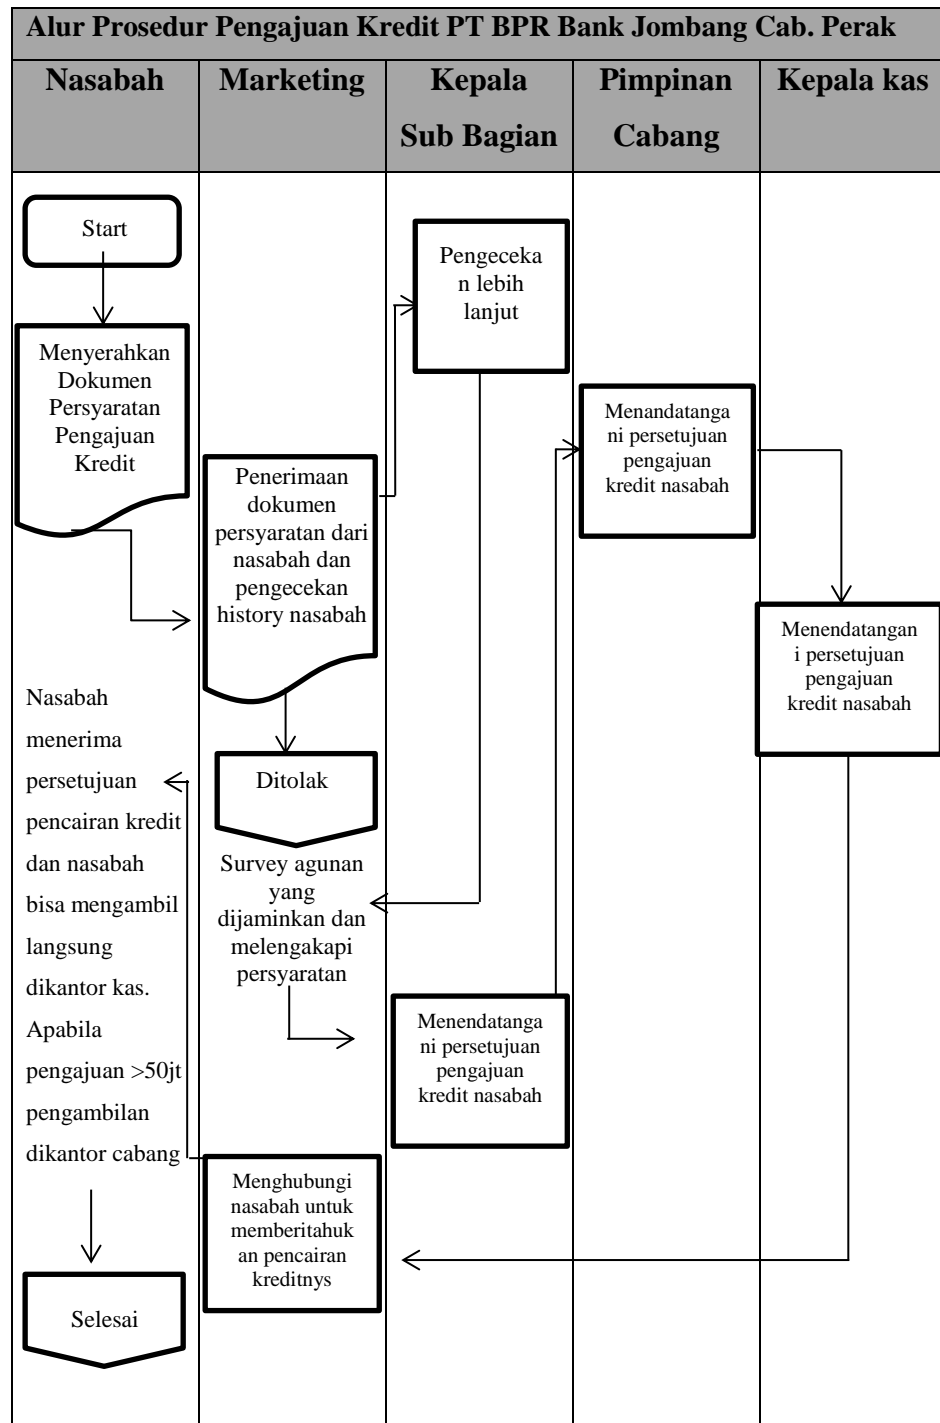 Alur Prosedur Pengajuan Kredit PT BPR Bank Jombang Cab. Perak
Nasabah
Marketing
Kepala
Sub Bagian
Pimpinan
Cabang
Kepala kas
Start
Menyerahkan
Dokumen
Persyaratan
Pengajuan
Kredit
Penerimaan
dokumen
persyaratan dari
nasabah dan
pengecekan
history nasabah
Pengeceka
n lebih
lanjut
Ditolak
Survey agunan
yang
dijaminkan dan
melengakapi
persyaratan
Menendatanga
ni persetujuan
pengajuan
kredit nasabah
Menandatanga
ni persetujuan
pengajuan
kredit nasabah
Menendatangan
i persetujuan
pengajuan
kredit nasabah
Menghubungi
nasabah untuk
memberitahuk
an pencairan
kreditnys
Nasabah
menerima
persetujuan
pencairan kredit
dan nasabah
bisa mengambil
langsung
dikantor kas.
Apabila
pengajuan >50jt
pengambilan
dikantor cabang
Selesai